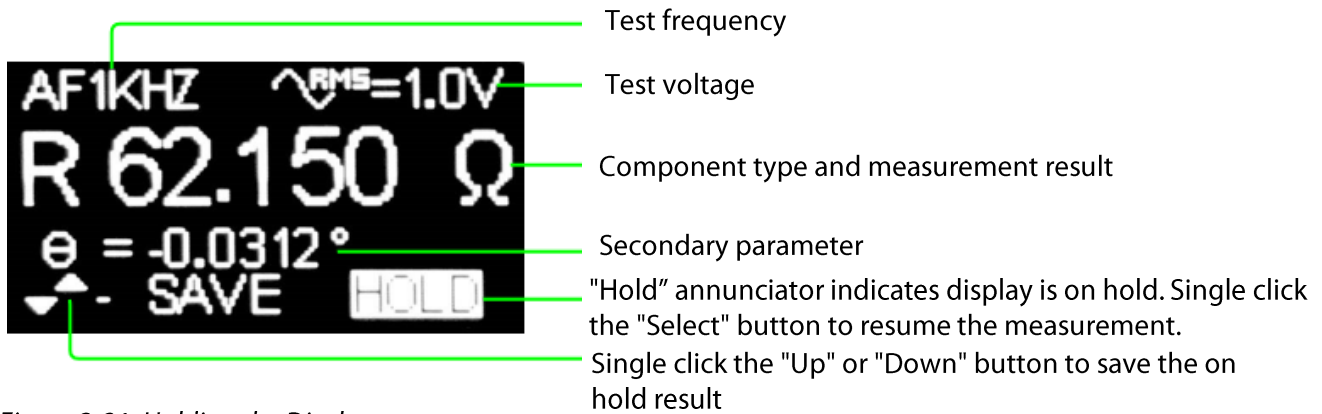 Test frequency
AF1KHZ RMS=1.0V
Test voltage
R 62.150 Ω
Component type and measurement result
θ = -0.0312°
Secondary parameter
- SAVE HOLD
"Hold” annunciator indicates display is on hold. Single click
the "Select" button to resume the measurement.
Single click the "Up" or "Down" button to save the on
hold result